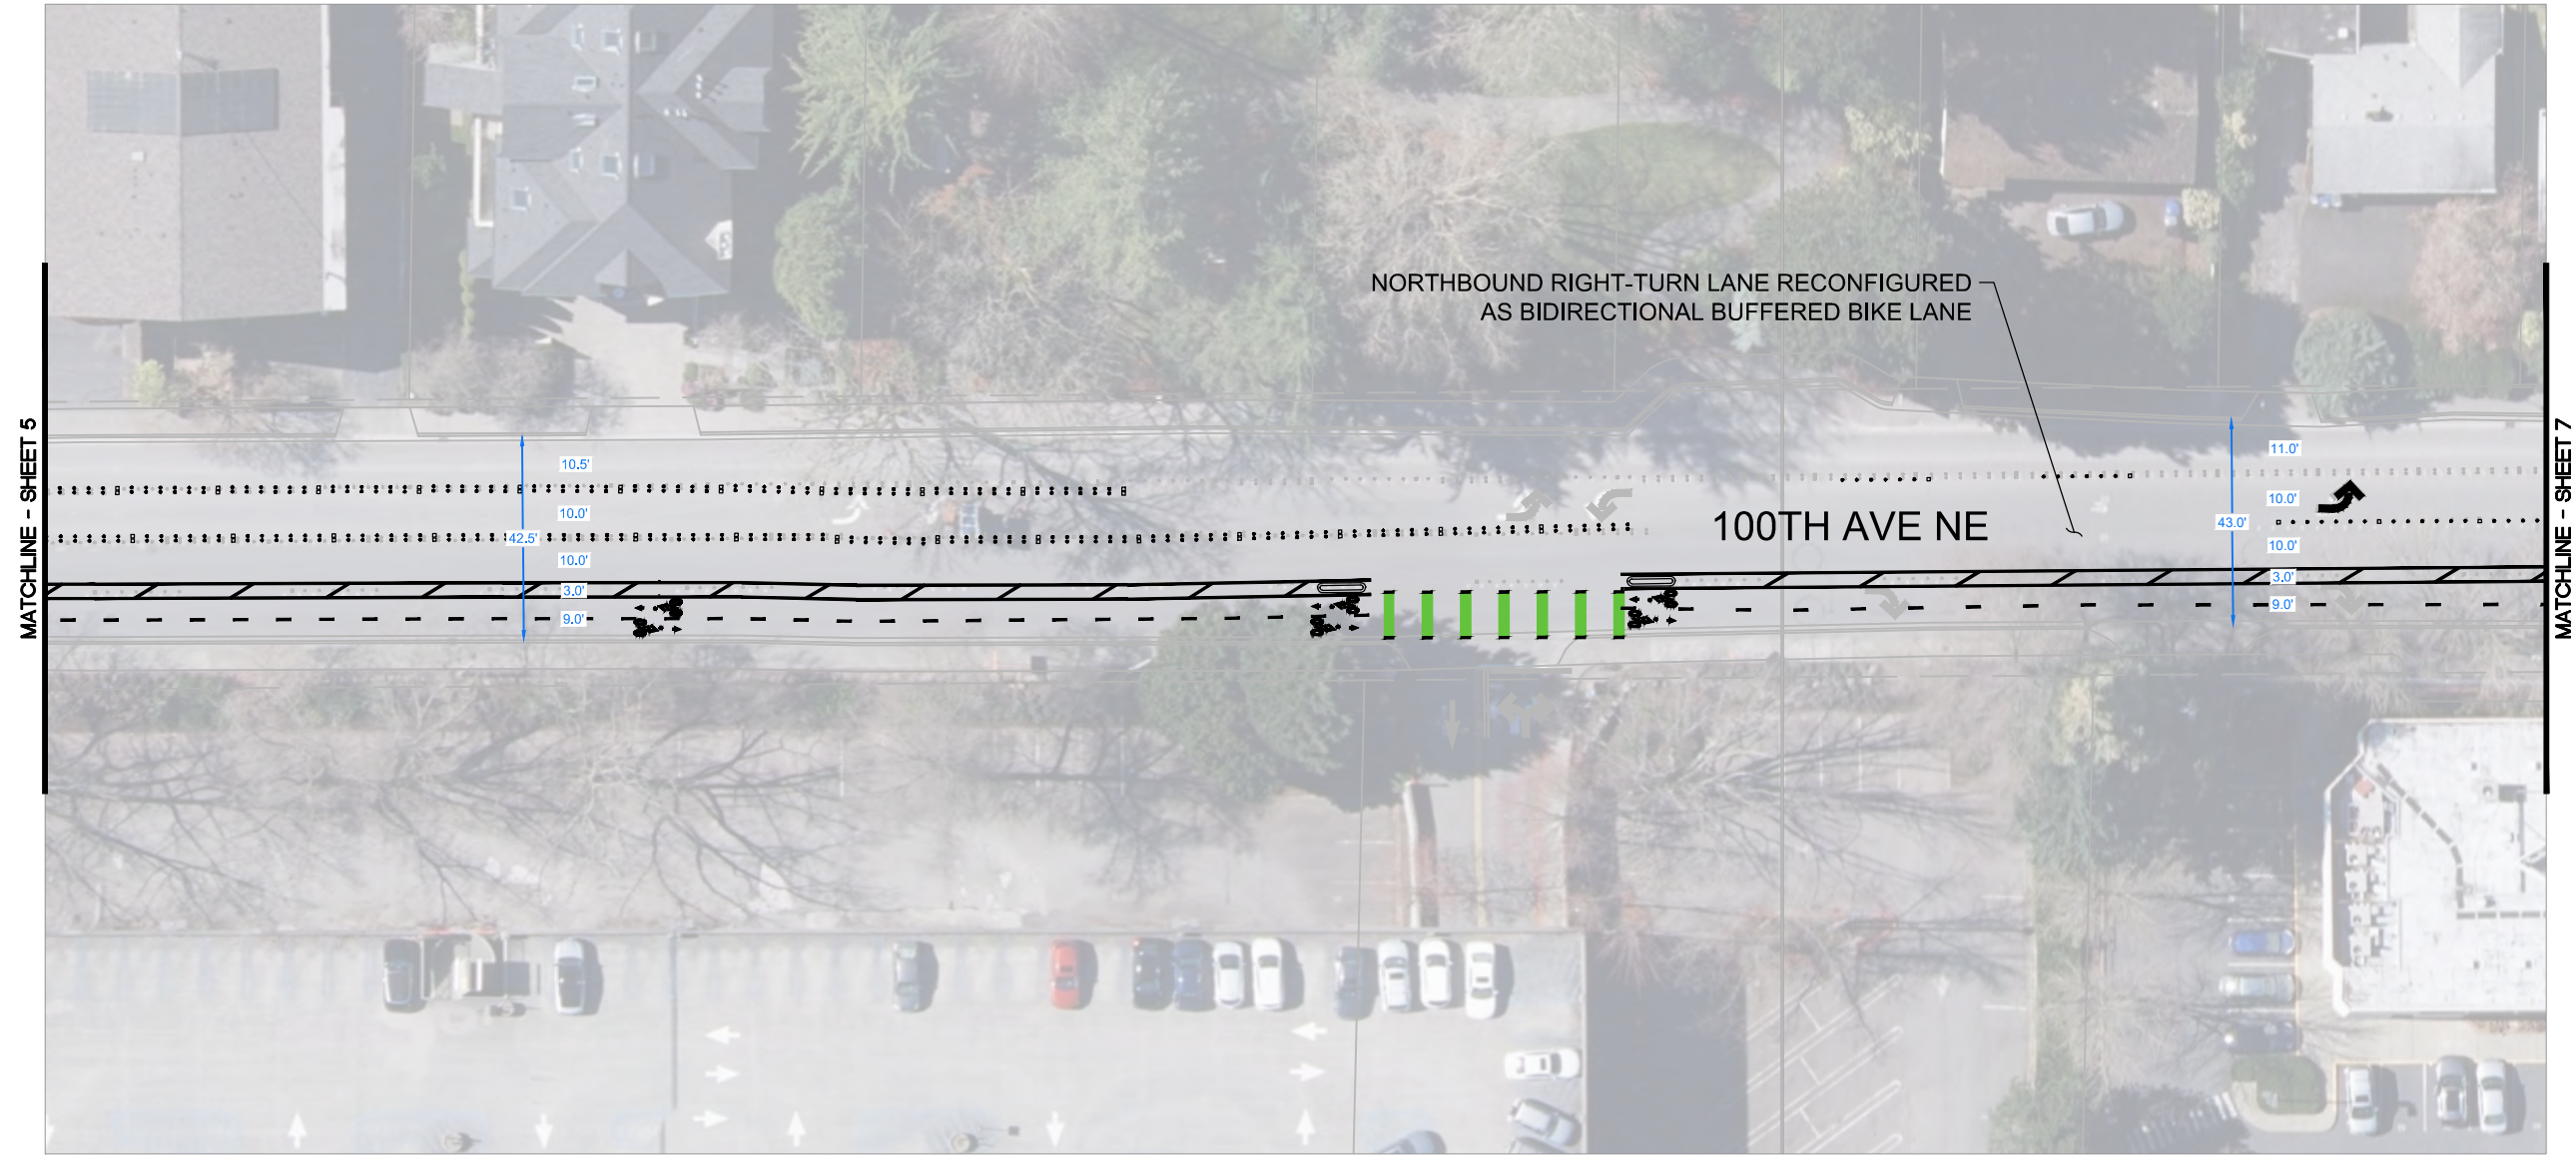 NORTHBOUND RIGHT-TURN LANE RECONFIGURED
AS BIDIRECTIONAL BUFFERED BIKE LANE
MATCHLINE - SHEET 5
10.5'
10.0'
42.5'
10.0'
3.0'
9.0'
100TH AVE NE
11.0'
10.0'
43.0'
10.0'
3.0'
9.0'
MATCHLINE - SHEET 7